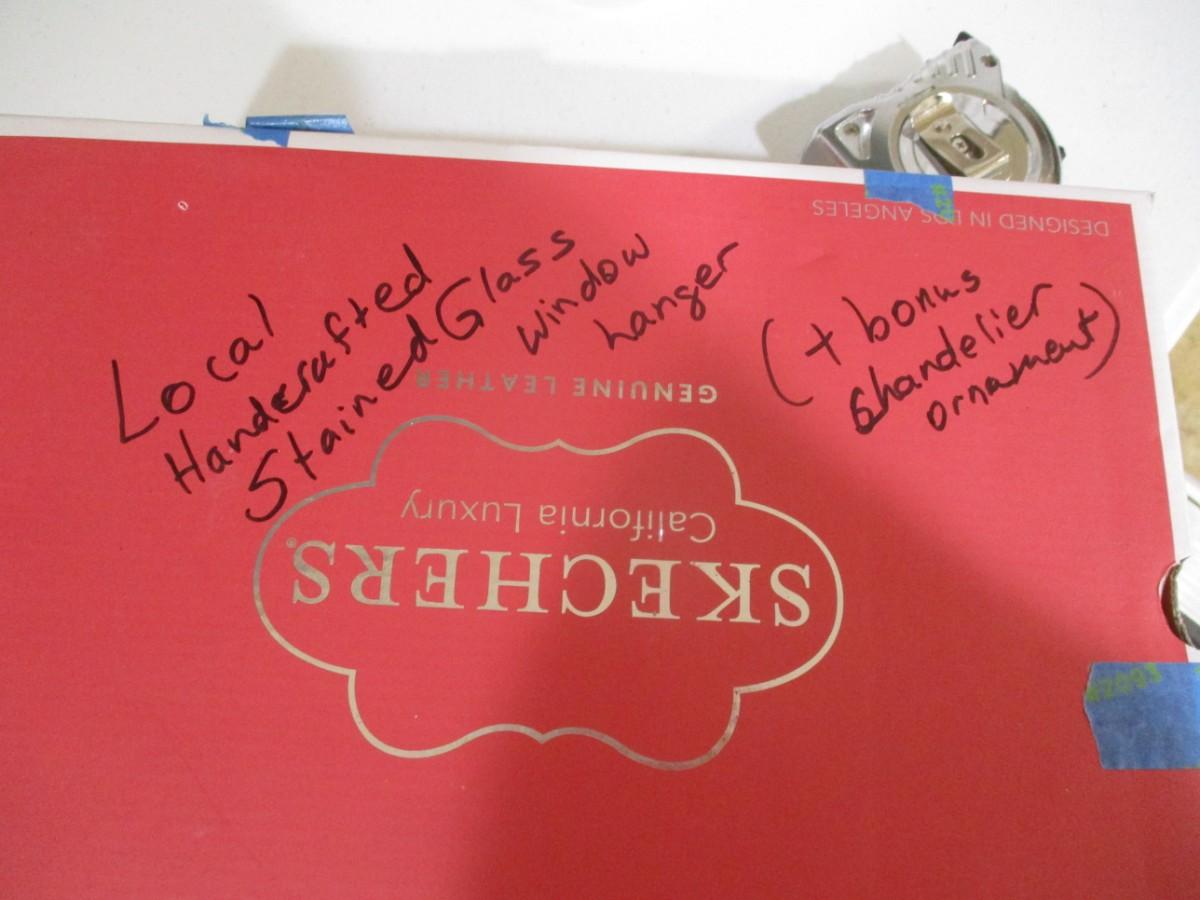 Local
Handcrafted
Stained Glass
window
hanger
(+ bonus
Chandelier
ornament)
DESIGNED IN LOS ANGELES
GENUINE LEATHER
California Luxury
SKECHERS®